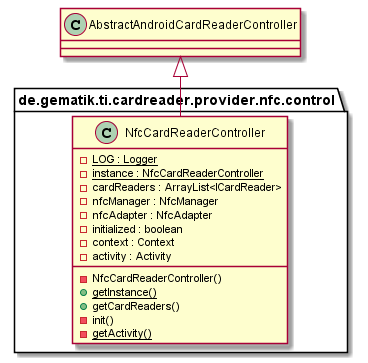 C AbstractAndroidCardReaderController
de.gematik.ti.cardreader.provider.nfc.control
C NfcCardReaderController
LOG : Logger
instance : NfcCardReaderController
cardReaders : ArrayList<ICardReader>
nfcManager : NfcManager
nfcAdapter : NfcAdapter
initialized : boolean
context : Context
activity : Activity
NfcCardReaderController()
getInstance()
getCardReaders()
init()
getActivity()